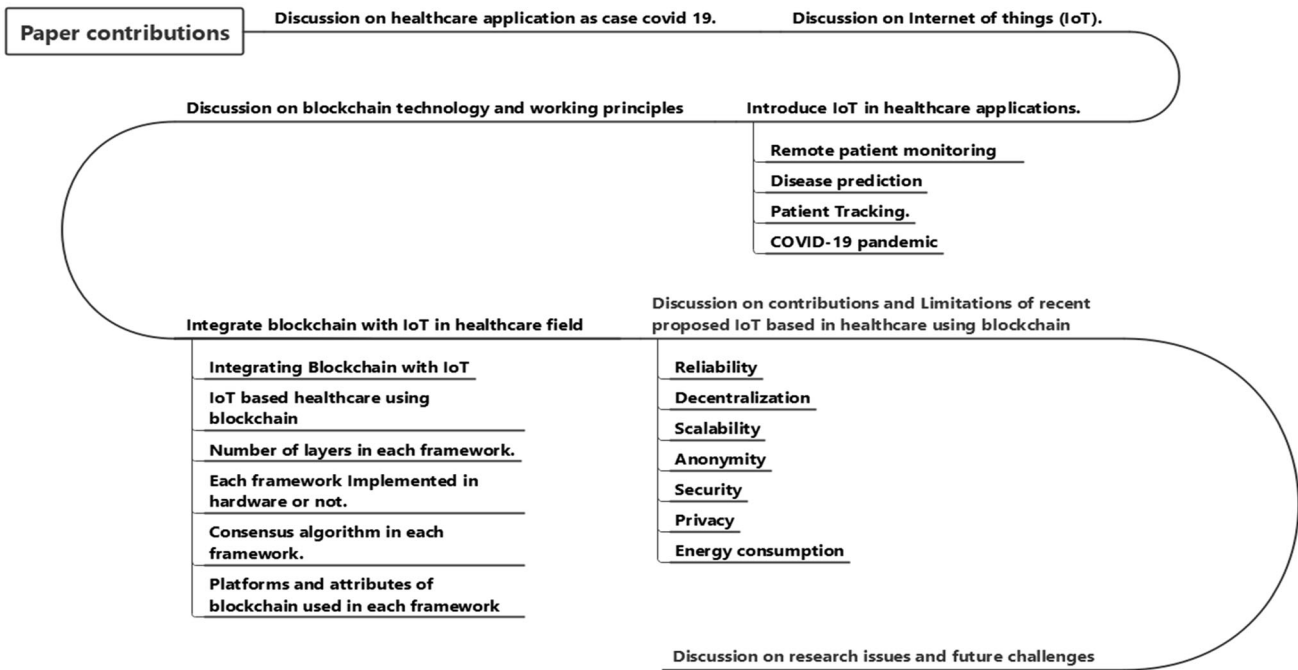 Paper contributions
Discussion on healthcare application as case covid 19.
Discussion on Internet of things (IoT).
Introduce IoT in healthcare applications.
Remote patient monitoring
Disease prediction
Patient Tracking.
COVID-19 pandemic
Discussion on blockchain technology and working principles
Integrate blockchain with IoT in healthcare field
Integrating Blockchain with IoT
IoT based healthcare using
blockchain
Number of layers in each framework.
Each framework Implemented in
hardware or not.
Consensus algorithm in each
framework.
Platforms and attributes of
blockchain used in each framework
Discussion on contributions and Limitations of recent
proposed IoT based in healthcare using blockchain
Reliability
Decentralization
Scalability
Anonymity
Security
Privacy
Energy consumption
Discussion on research issues and future challenges